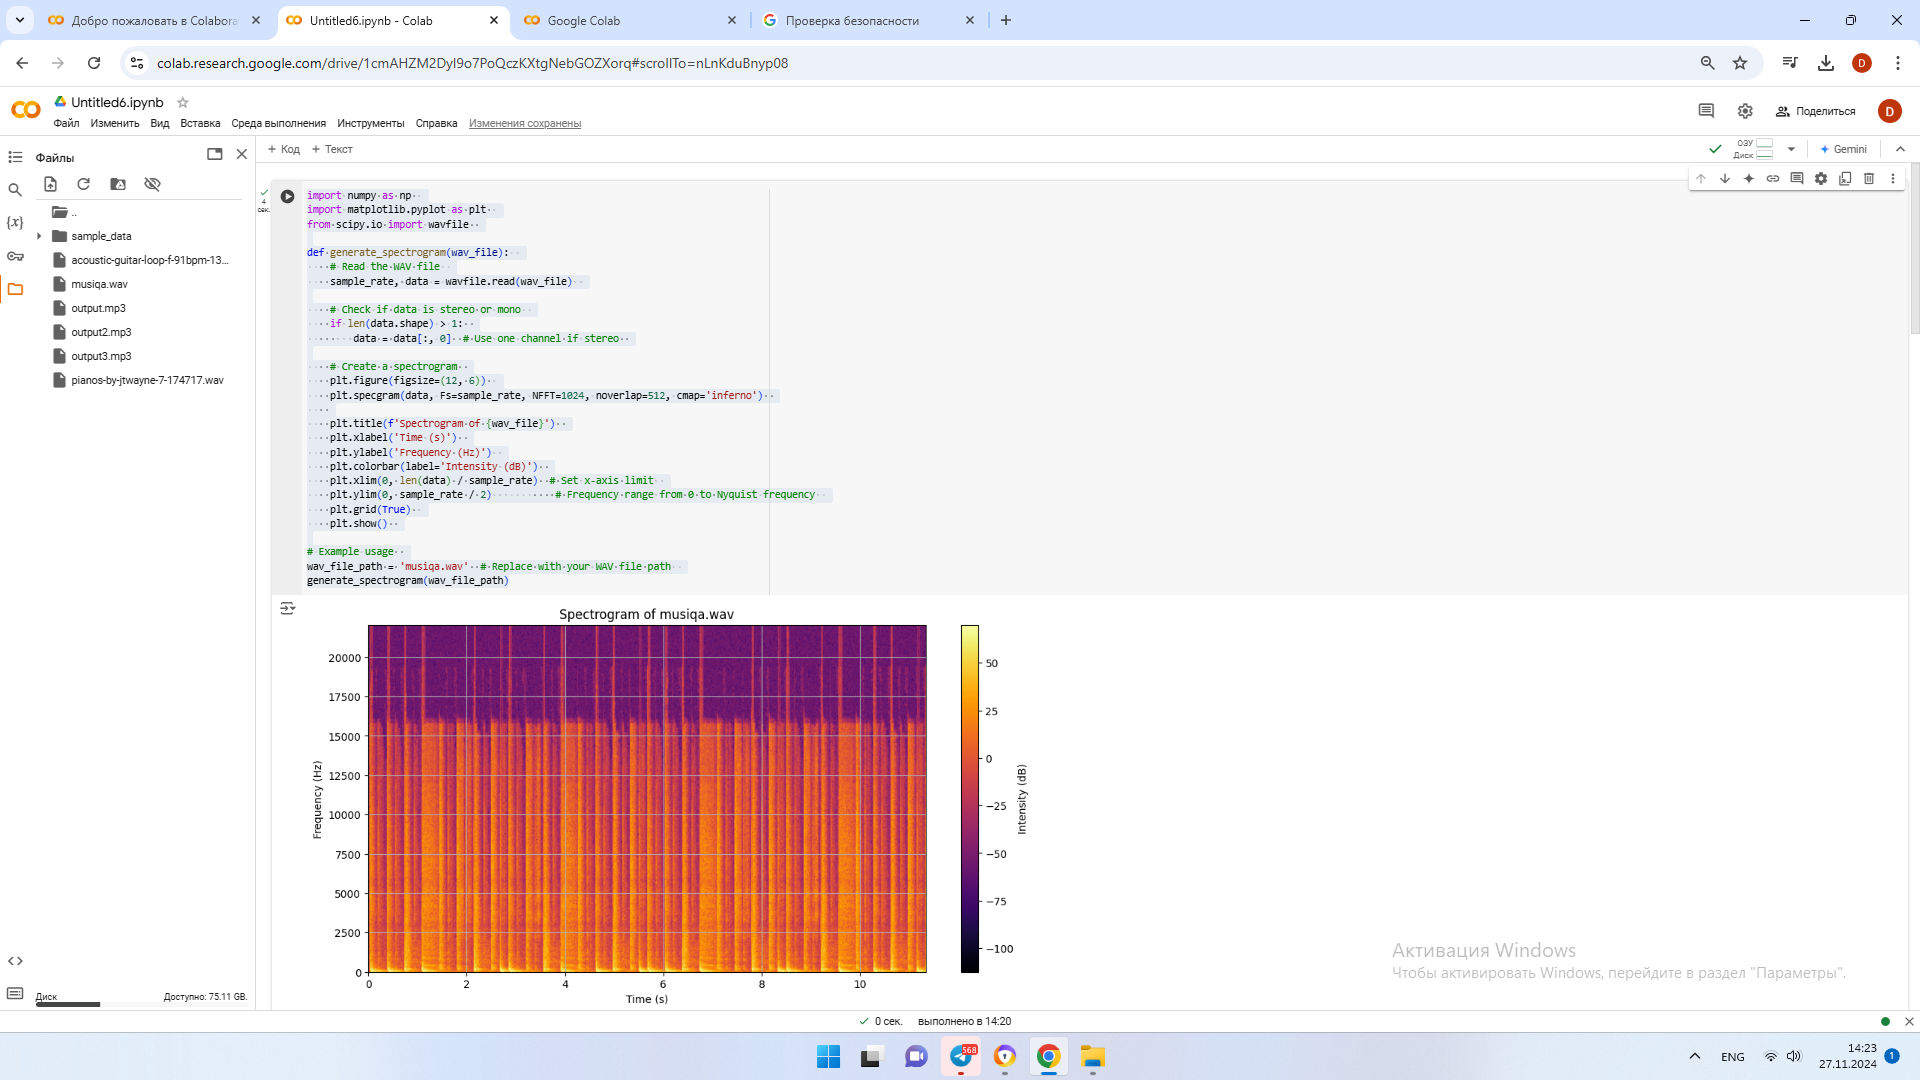 Добро пожаловать в Colabora
Untitled6.ipynb - Colab
Google Colab
Проверка безопасности
colab.research.google.com/drive/1cmAHZM2DyI9o7PoQczKXtgNebGOZXorq#scrollTo=nLnKduBnyp08
D
Untitled6.ipynb
Файл Изменить Вид Вставка Среда выполнения Инструменты Справка Изменения сохранены
Поделиться
D
Файлы
+ Код + Текст
ОЗУ
Диск
Gemini
..
sample_data
acoustic-guitar-loop-f-91bpm-13...
musiqa.wav
output.mp3
output2.mp3
output3.mp3
pianos-by-jtwayne-7-174717.wav
Диск Доступно: 75.11 GB.
4
сек.
import numpy as np
import matplotlib.pyplot as plt
from scipy.io import wavfile
def generate_spectrogram(wav_file):
# Read the WAV file
sample_rate, data = wavfile.read(wav_file)
# Check if data is stereo or mono
if len(data.shape) > 1:
data = data[:, 0] # Use one channel if stereo
# Create a spectrogram
plt.figure(figsize=(12, 6))
plt.specgram(data, Fs=sample_rate, NFFT=1024, noverlap=512, cmap='inferno')
plt.title(f'Spectrogram of {wav_file}')
plt.xlabel('Time (s)')
plt.ylabel('Frequency (Hz)')
plt.colorbar(label='Intensity (dB)')
plt.xlim(0, len(data) / sample_rate) # Set x-axis limit
plt.ylim(0, sample_rate / 2) # Frequency range from 0 to Nyquist frequency
plt.grid(True)
plt.show()
# Example usage
wav_file_path = 'musiqa.wav' # Replace with your WAV file path
generate_spectrogram(wav_file_path)
Spectrogram of musiqa.wav
20000
17500
15000
12500
10000
7500
5000
2500
0
Frequency (Hz)
0 2 4 6 8 10
Time (s)
50
25
0
−25
−50
−75
−100
Intensity (dB)
Активация Windows
Чтобы активировать Windows, перейдите в раздел "Параметры".
0 сек. выполнено в 14:20
568
ENG
14:23
27.11.2024
1